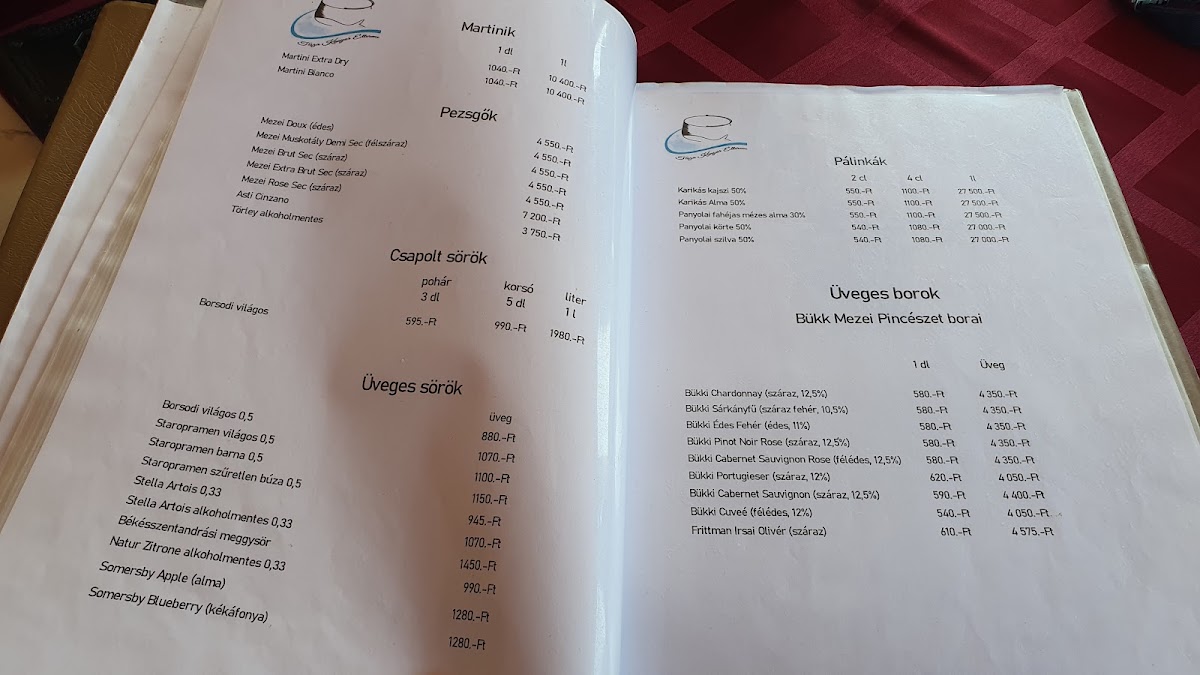 Martinik
1 dl 1l
Martini Extra Dry 1040.-Ft 10 400.-Ft
Martini Bianco 1040.-Ft 10 400.-Ft
Pezsgők
Mezei Doux (édes) 4 550.-Ft
Mezei Muskotály Demi Sec (félszáraz) 4 550.-Ft
Mezei Brut Sec (száraz) 4 550.-Ft
Mezei Extra Brut Sec (száraz) 4 550.-Ft
Mezei Rose Sec (száraz) 4 550.-Ft
Asti Cinzano 7 200.-Ft
Törley alkoholmentes 3 750.-Ft
Csapolt sörök
pohár korsó liter
3 dl 5 dl 1 l
Borsodi világos 595.-Ft 990.-Ft 1980.-Ft
Üveges sörök
üveg
Borsodi világos 0,5 880.-Ft
Staropramen világos 0,5 1070.-Ft
Staropramen barna 0,5 1100.-Ft
Staropramen szűretlen búza 0,5 1150.-Ft
Stella Artois 0,33 945.-Ft
Stella Artois alkoholmentes 0,33 1070.-Ft
Békésszentandrási meggysör 1450.-Ft
Natur Zitrone alkoholmentes 0,33 990.-Ft
Somersby Apple (alma) 1280.-Ft
Somersby Blueberry (kékáfonya) 1280.-Ft
Pálinkák
2 cl 4 cl 1l
Karikás kajszi 50% 550.-Ft 1100.-Ft 27 500.-Ft
Karikás Alma 50% 550.-Ft 1100.-Ft 27 500.-Ft
Panyolai fahéjas mézes alma 30% 550.-Ft 1100.-Ft 27 500.-Ft
Panyolai körte 50% 540.-Ft 1080.-Ft 27 000.-Ft
Panyolai szilva 50% 540.-Ft 1080.-Ft 27 000.-Ft
Üveges borok
Bükk Mezei Pincészet borai
1 dl Üveg
Bükki Chardonnay (száraz, 12,5%) 580.-Ft 4 350.-Ft
Bükki Sárkányfű (száraz fehér, 10,5%) 580.-Ft 4 350.-Ft
Bükki Édes Fehér (édes, 11%) 580.-Ft 4 350.-Ft
Bükki Pinot Noir Rose (száraz, 12,5%) 580.-Ft 4 350.-Ft
Bükki Cabernet Sauvignon Rose (félédes, 12,5%) 580.-Ft 4 350.-Ft
Bükki Portugieser (száraz, 12%) 620.-Ft 4 050.-Ft
Bükki Cabernet Sauvignon (száraz, 12,5%) 590.-Ft 4 400.-Ft
Bükki Cuveé (félédes, 12%) 540.-Ft 4 050.-Ft
Frittman Irsai Olivér (száraz) 610.-Ft 4 575.-Ft